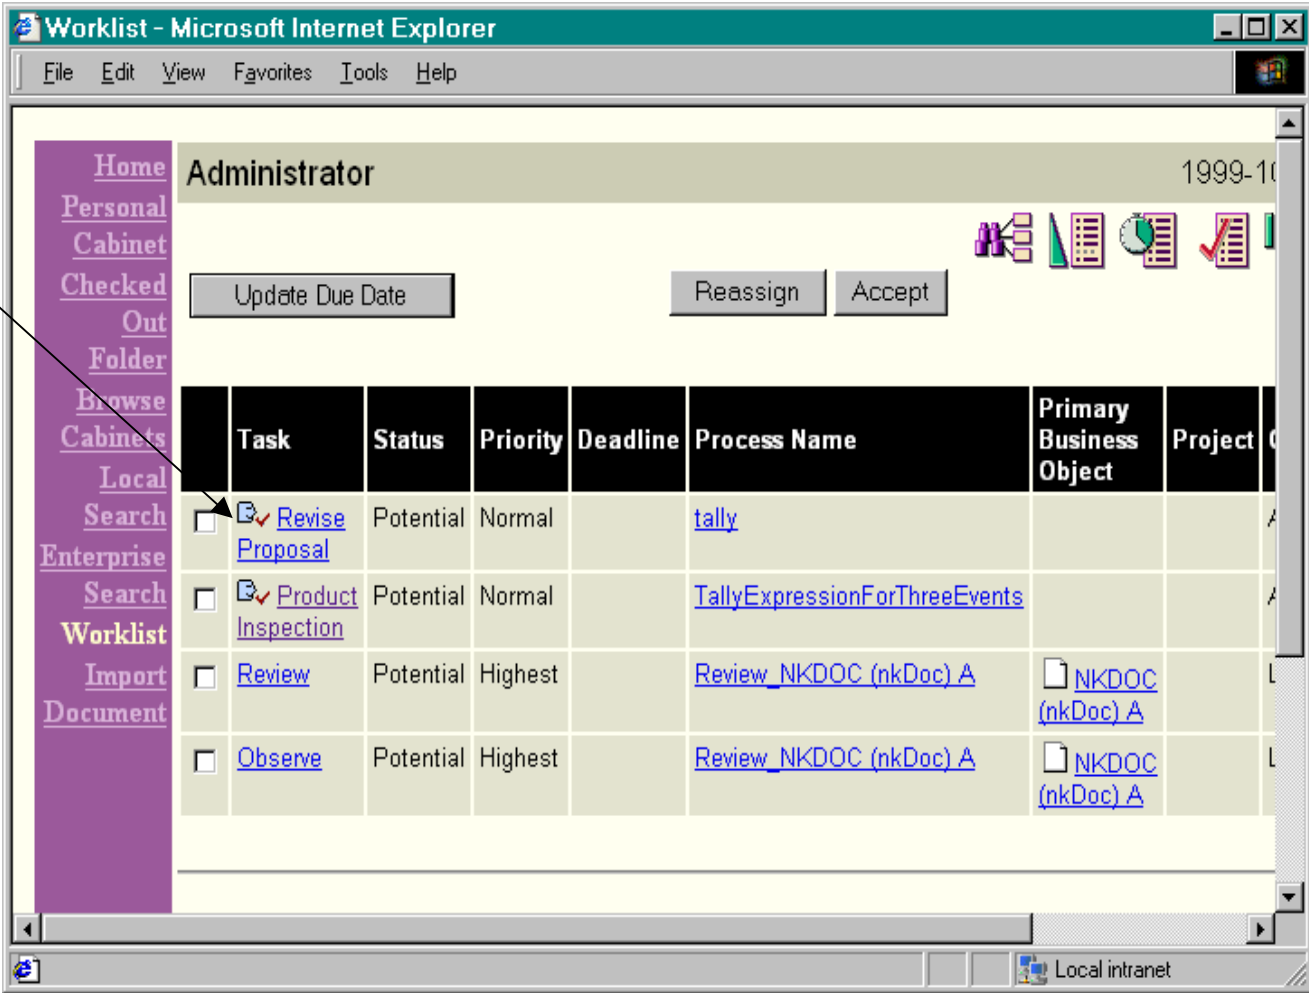 Worklist - Microsoft Internet Explorer
File Edit View Favorites Tools Help
Home
Personal
Cabinet
Checked
Out
Folder
Browse
Cabinets
Local
Search
Enterprise
Search
Worklist
Import
Document
Administrator 1999-10
Update Due Date Reassign Accept
Task Status Priority Deadline Process Name Primary Business Object Project
Revise Potential Normal tally
Proposal
Product Potential Normal TallyExpressionForThreeEvents
Inspection
Review Potential Highest Review_NKDOC (nkDoc) A NKDOC
(nkDoc) A
Observe Potential Highest Review_NKDOC (nkDoc) A NKDOC
(nkDoc) A
Local intranet